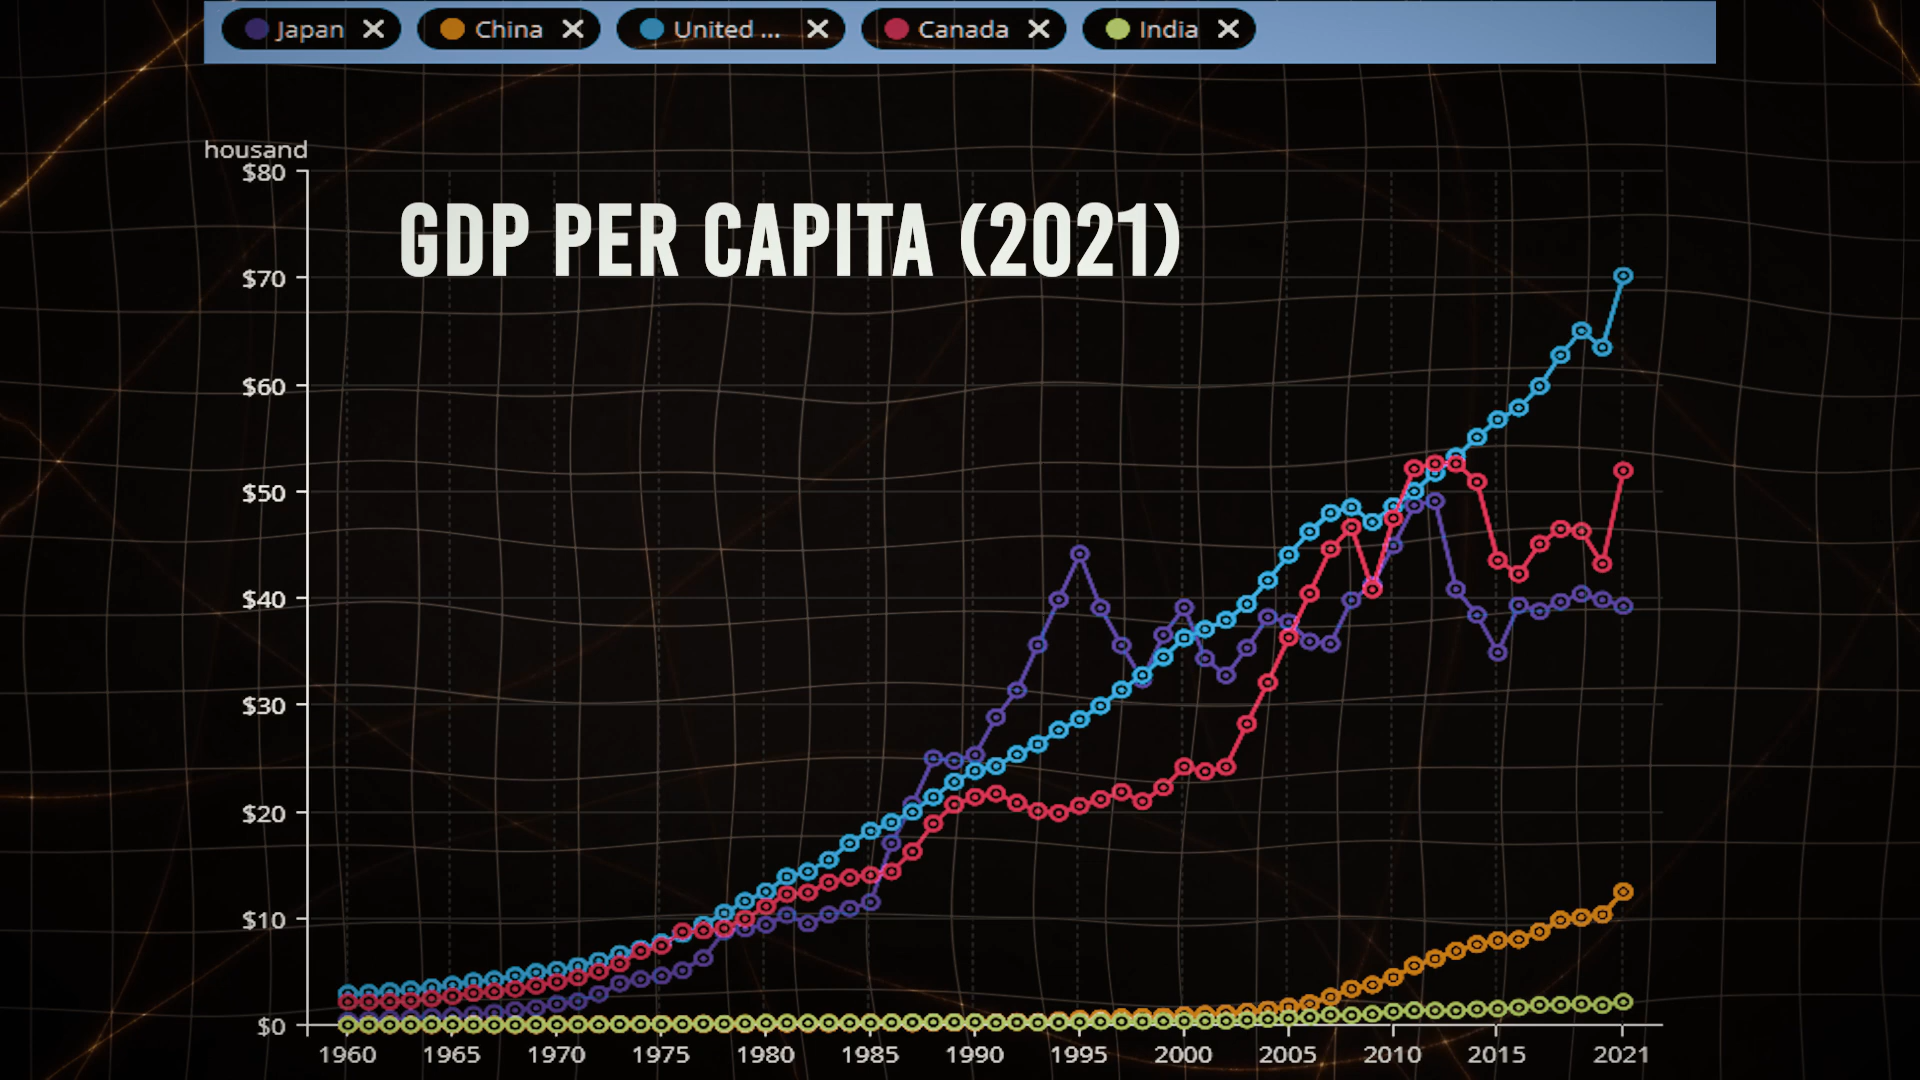 Japan ✕ China ✕ United ... ✕ Canada ✕ India ✕
housand
$80
GDP PER CAPITA (2021)
$70
$60
$50
$40
$30
$20
$10
$0
1960 1965 1970 1975 1980 1985 1990 1995 2000 2005 2010 2015 2021